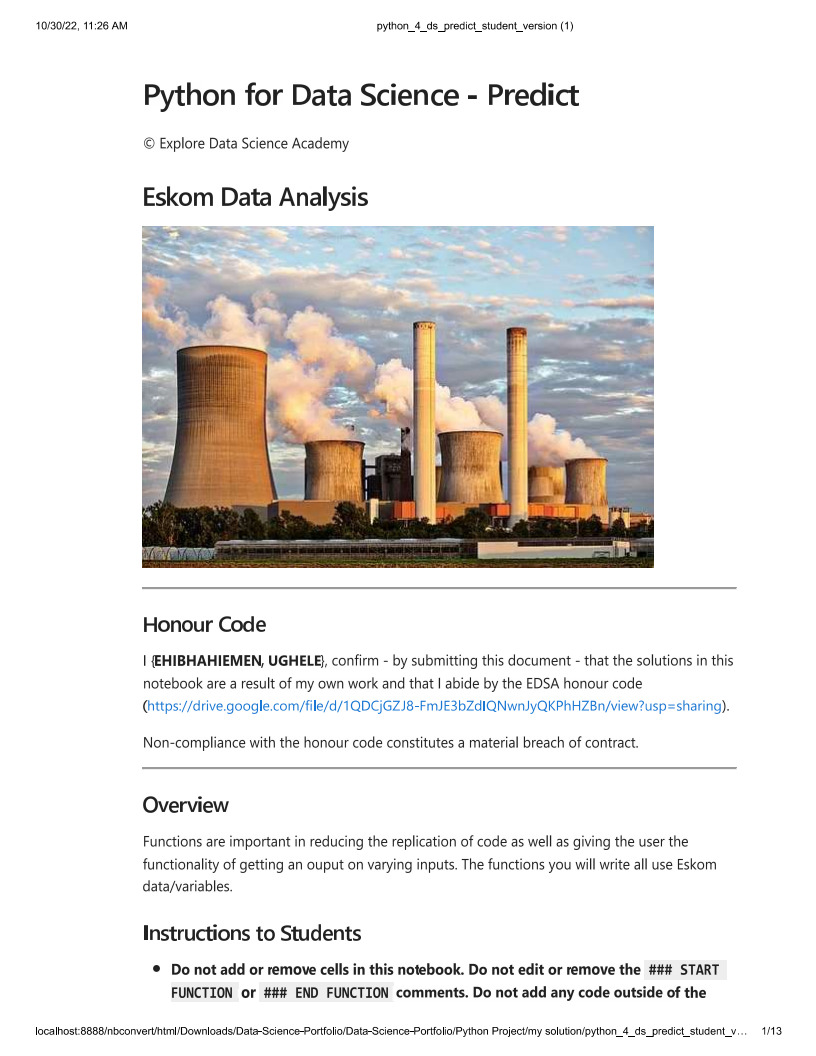 10/30/22, 11:26 AM python_4_ds_predict_student_version (1)
Python for Data Science - Predict
© Explore Data Science Academy
Eskom Data Analysis
Honour Code
I {EHIBHAHIEMEN, UGHELE}, confirm - by submitting this document - that the solutions in this
notebook are a result of my own work and that I abide by the EDSA honour code
(https://drive.google.com/file/d/1QDCjGZJ8-FmJE3bZdIQNwnJyQKPhHZBn/view?usp=sharing).
Non-compliance with the honour code constitutes a material breach of contract.
Overview
Functions are important in reducing the replication of code as well as giving the user the
functionality of getting an ouput on varying inputs. The functions you will write all use Eskom
data/variables.
Instructions to Students
• Do not add or remove cells in this notebook. Do not edit or remove the ### START
FUNCTION or ### END FUNCTION comments. Do not add any code outside of the
localhost:8888/nbconvert/html/Downloads/Data-Science-Portfolio/Data-Science-Portfolio/Python Project/my solution/python_4_ds_predict_student_v… 1/13